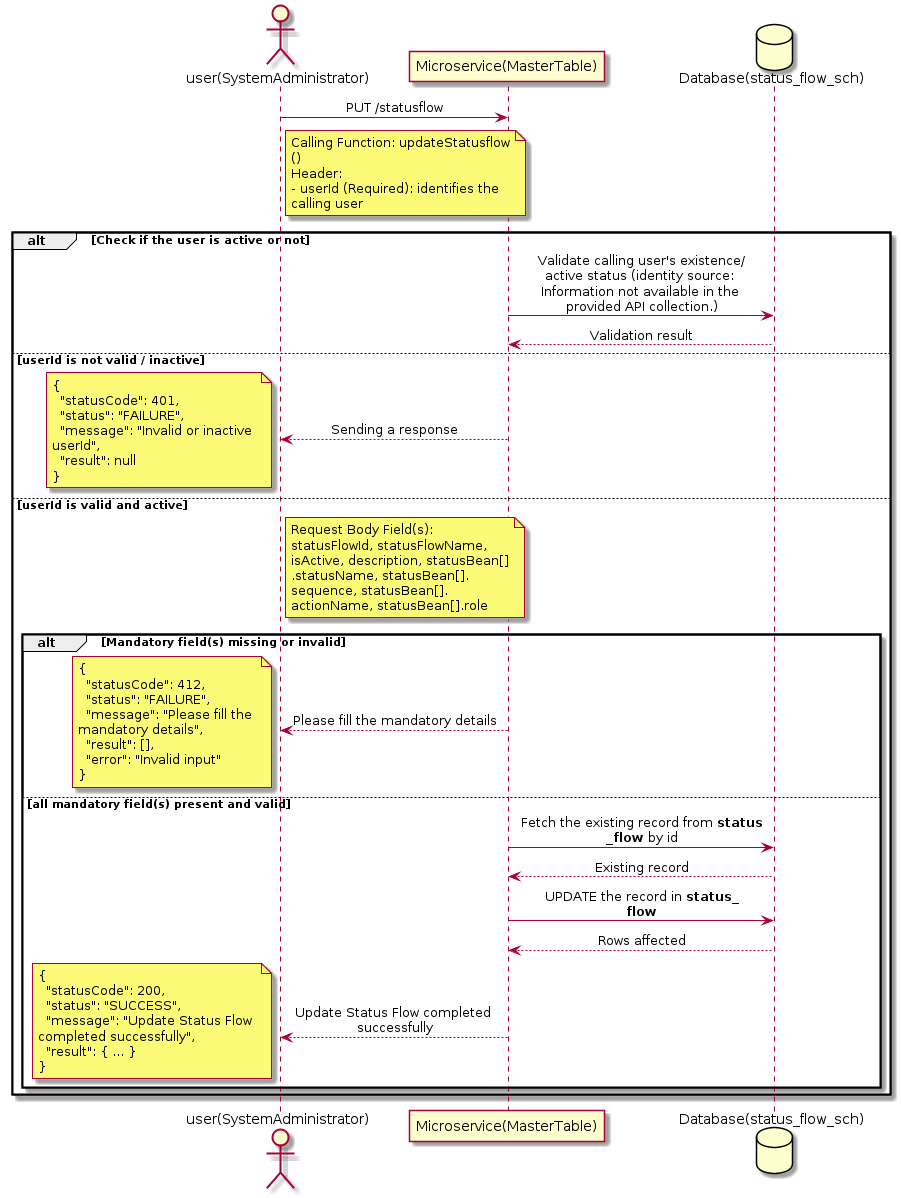 user(SystemAdministrator)
Microservice(MasterTable)
Database(status_flow_sch)
PUT /statusflow
Calling Function: updateStatusflow
()
Header:
- userId (Required): identifies the
calling user
alt
[Check if the user is active or not]
Validate calling user's existence/
active status (identity source:
Information not available in the
provided API collection.)
Validation result
[userId is not valid / inactive]
{
"statusCode": 401,
"status": "FAILURE",
"message": "Invalid or inactive
userId",
"result": null
}
Sending a response
[userId is valid and active]
Request Body Field(s):
statusFlowId, statusFlowName,
isActive, description, statusBean[]
.statusName, statusBean[].
sequence, statusBean[].
actionName, statusBean[].role
alt
[Mandatory field(s) missing or invalid]
{
"statusCode": 412,
"status": "FAILURE",
"message": "Please fill the
mandatory details",
"result": [],
"error": "Invalid input"
}
Please fill the mandatory details
[all mandatory field(s) present and valid]
Fetch the existing record from status
_flow by id
Existing record
UPDATE the record in status_
flow
Rows affected
{
"statusCode": 200,
"status": "SUCCESS",
"message": "Update Status Flow
completed successfully",
"result": { ... }
}
Update Status Flow completed
successfully
user(SystemAdministrator)
Microservice(MasterTable)
Database(status_flow_sch)